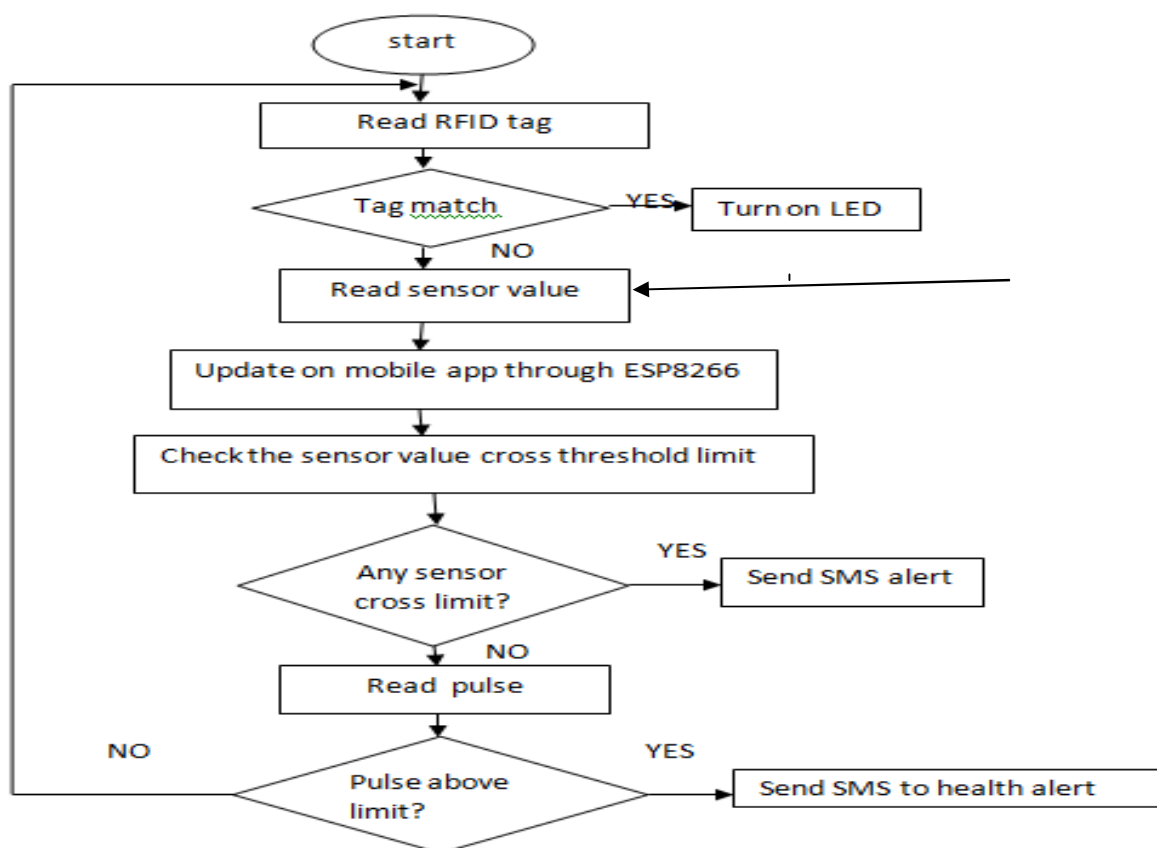 start
Read RFID tag
Tag match
YES
Turn on LED
NO
Read sensor value
Update on mobile app through ESP8266
Check the sensor value cross threshold limit
Any sensor
cross limit?
YES
Send SMS alert
NO
Read pulse
NO
Pulse above
limit?
YES
Send SMS to health alert